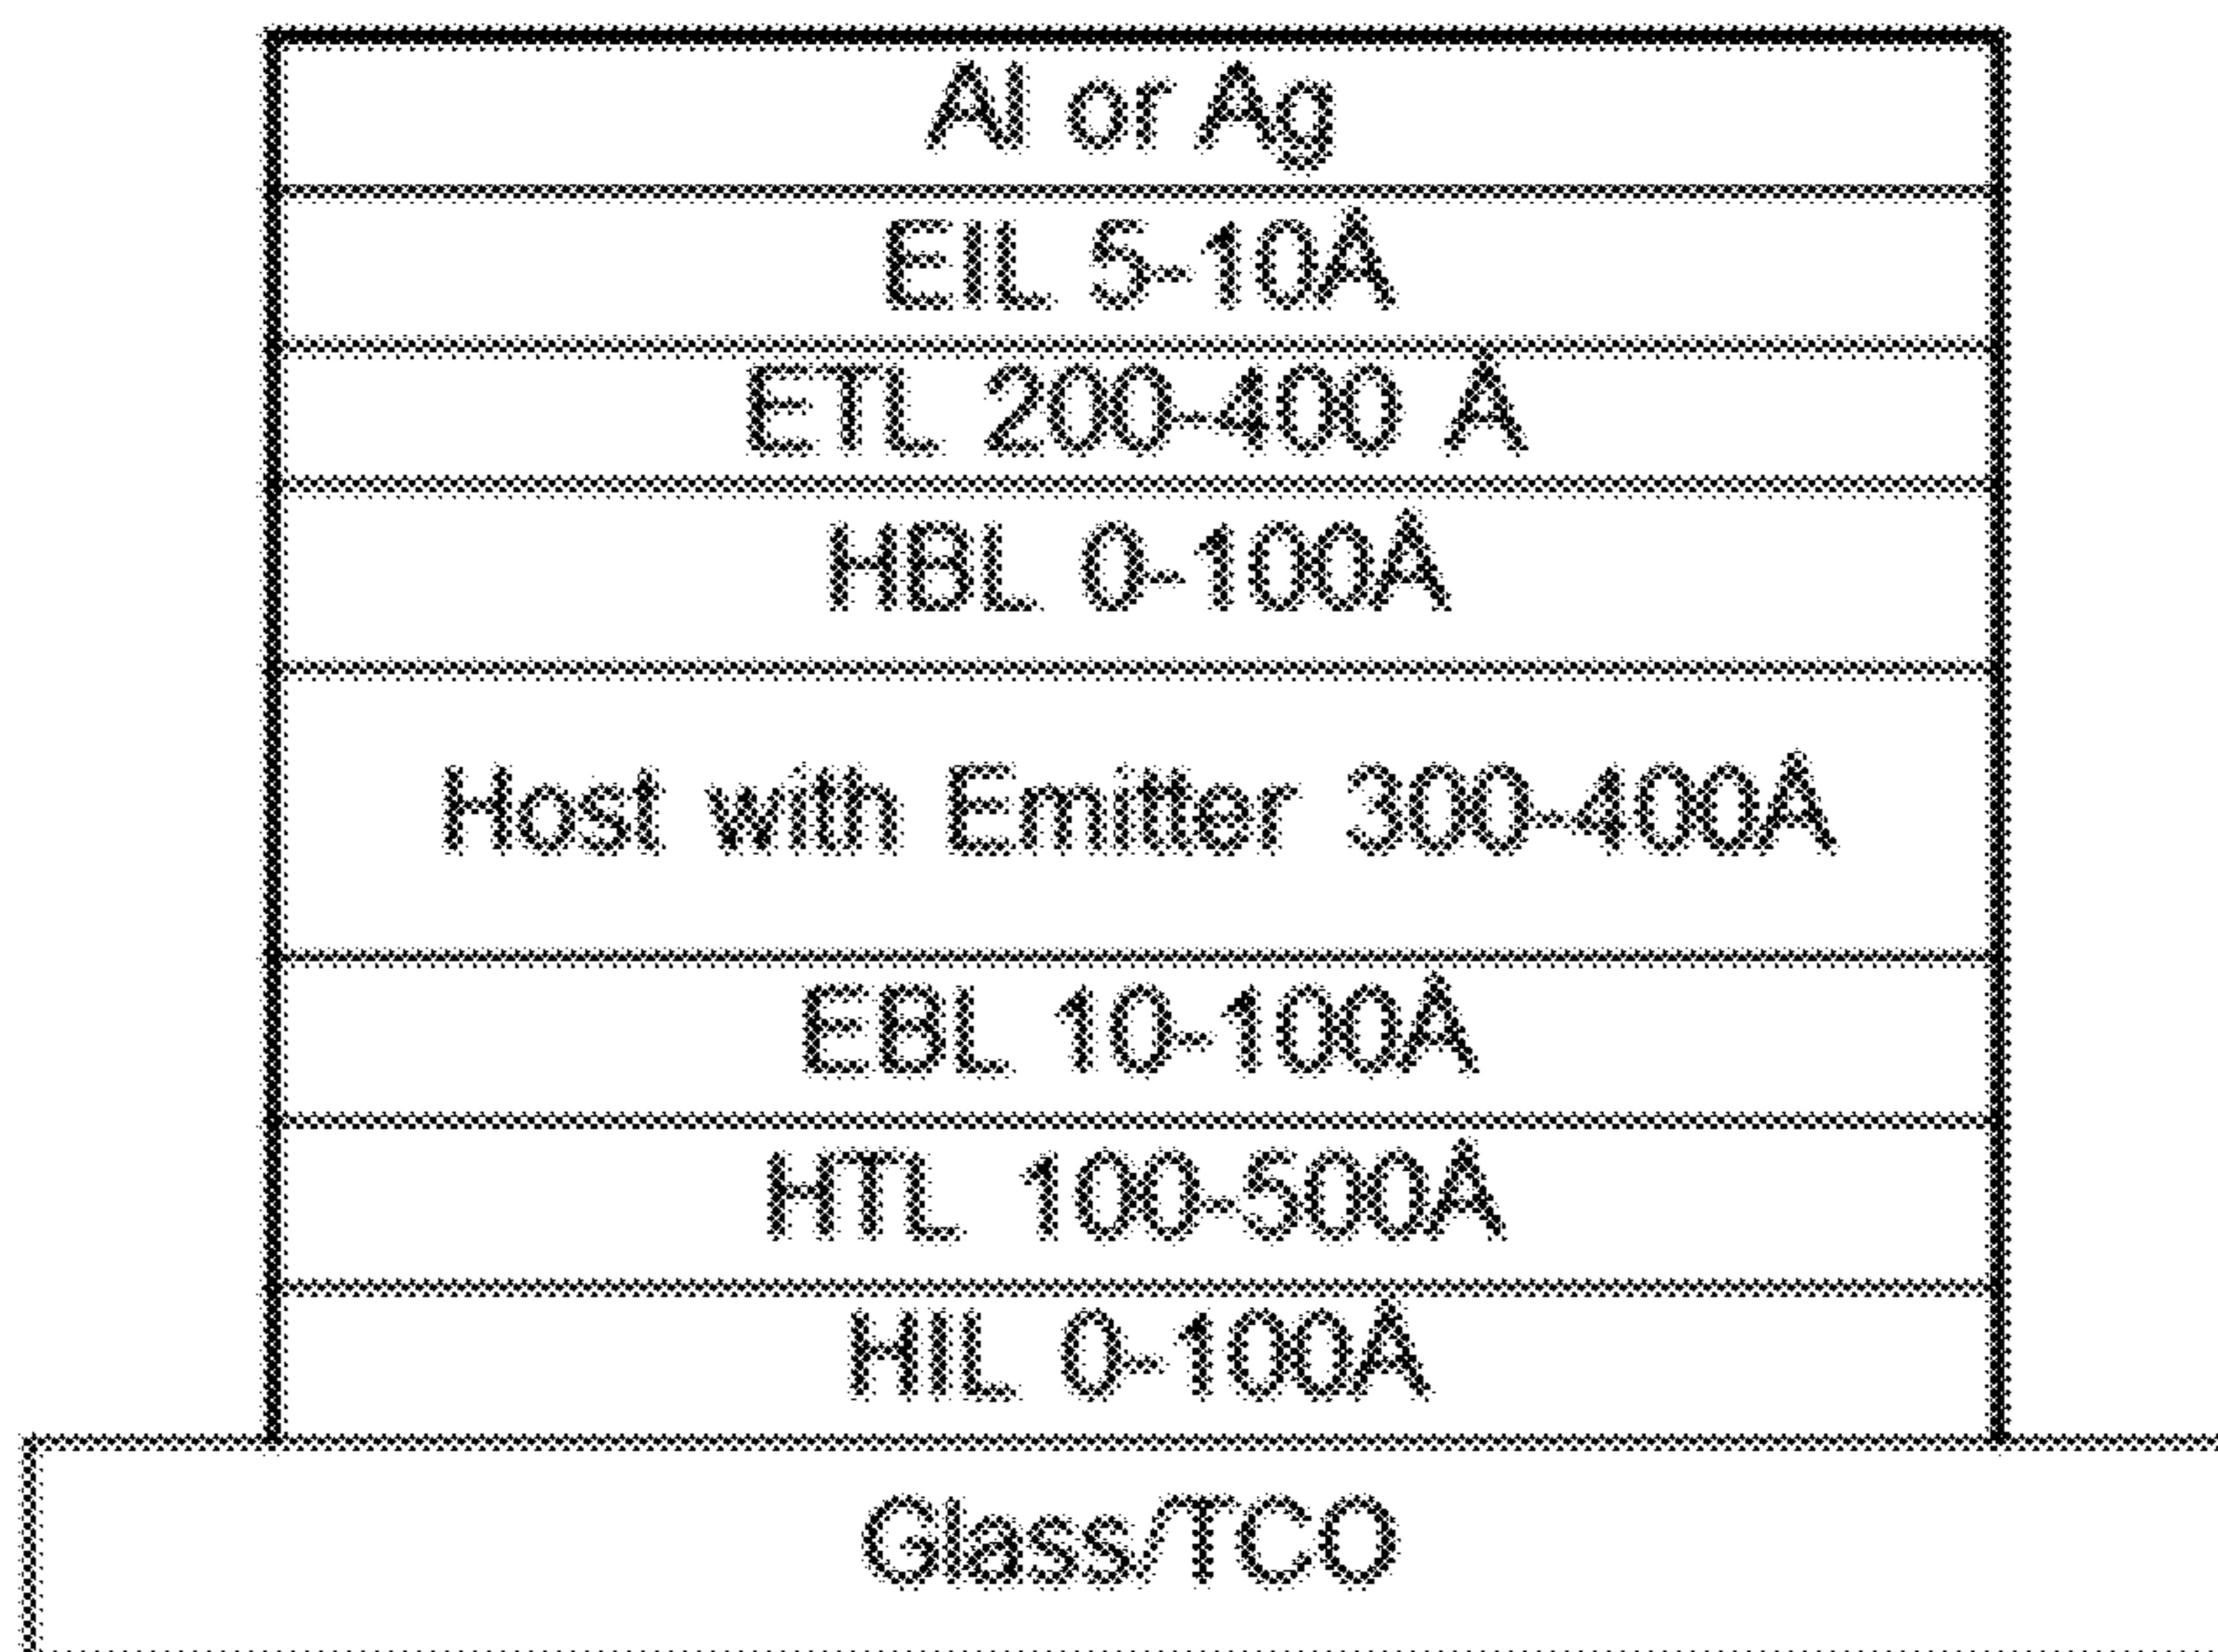 Al or Ag
EIL 5-10Å
ETL 200-400 Å
HBL 0-100Å
Host with Emitter 300-400Å
EBL 10-100Å
HTL 100-500Å
HIL 0-100Å
Glass/TCO